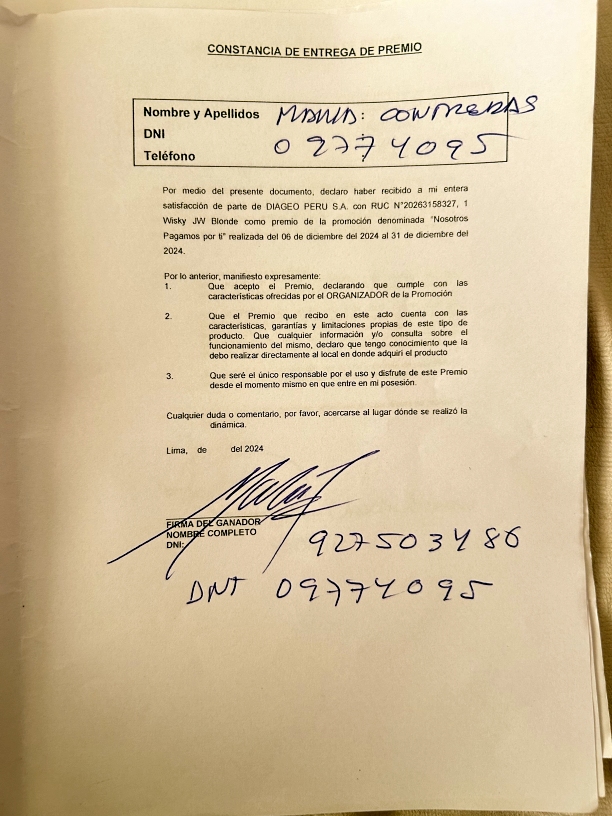 CONSTANCIA DE ENTREGA DE PREMIO
Nombre y Apellidos MARIA: CONTRERAS
DNI 09774095
Teléfono
Por medio del presente documento, declaro haber recibido a mi entera
satisfacción de parte de DIAGEO PERU S.A. con RUC N°20263158327, 1
Wisky JW Blonde como premio de la promoción denominada "Nosotros
Pagamos por ti" realizada del 06 de diciembre del 2024 al 31 de diciembre del
2024.
Por lo anterior, manifiesto expresamente:
1. Que acepto el Premio, declarando que cumple con las
características ofrecidas por el ORGANIZADOR de la Promoción
2. Que el Premio que recibo en este acto cuenta con las
características, garantías y limitaciones propias de este tipo de
producto. Que cualquier información y/o consulta sobre el
funcionamiento del mismo, declaro que tengo conocimiento que la
debo realizar directamente al local en donde adquirí el producto
3. Que seré el único responsable por el uso y disfrute de este Premio
desde el momento mismo en que entre en mi posesión.
Cualquier duda o comentario, por favor, acercarse al lugar dónde se realizó la
dinámica.
Lima, de del 2024
FIRMA DEL GANADOR
NOMBRE COMPLETO
DNI:
927503486
DNI 09774095